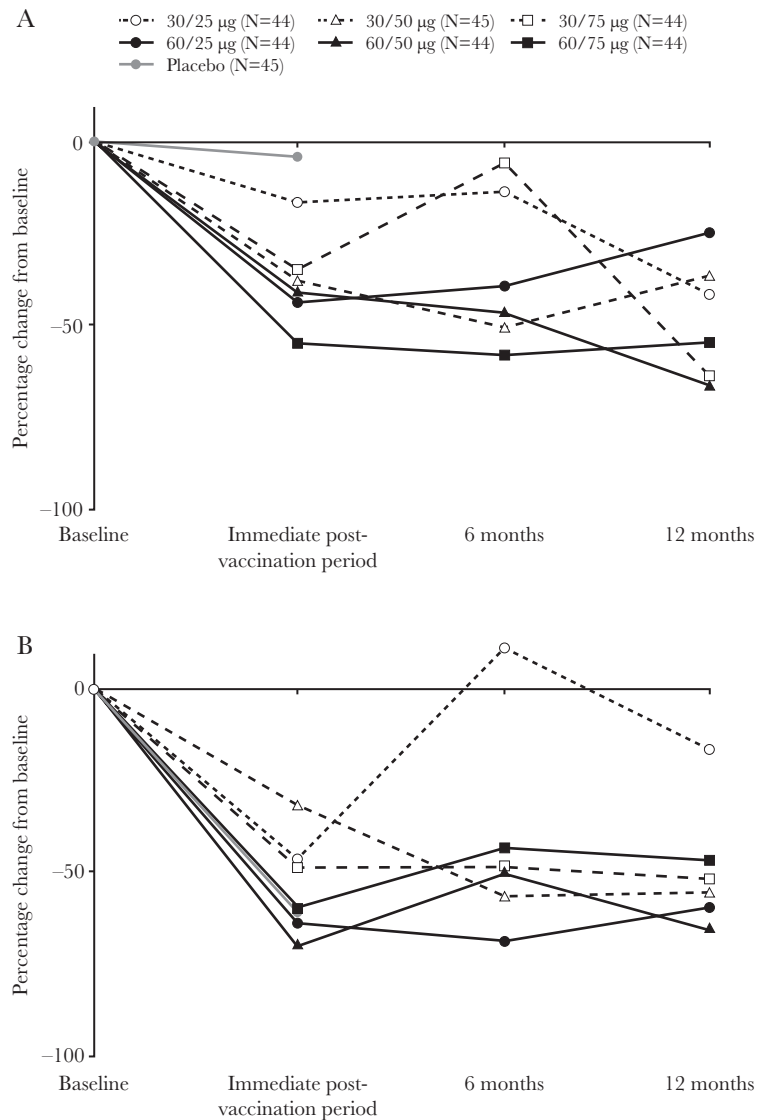 A
30/25 µg (N=44) 30/50 µg (N=45) 30/75 µg (N=44)
60/25 µg (N=44) 60/50 µg (N=44) 60/75 µg (N=44)
Placebo (N=45)
Percentage change from baseline
0
−50
−100
Baseline Immediate post- 6 months 12 months
vaccination period
B
Percentage change from baseline
0
−50
−100
Baseline Immediate post- 6 months 12 months
vaccination period